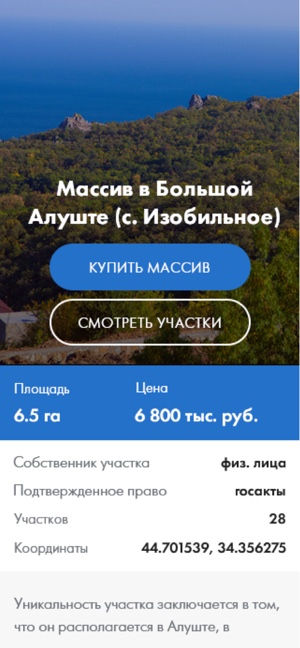 Массив в Большой
Алуште (с. Изобильное)
КУПИТЬ МАССИВ
СМОТРЕТЬ УЧАСТКИ
Площадь Цена
6.5 га 6 800 тыс. руб.
Собственник участка физ. лица
Подтвержденное право госакты
Участков 28
Координаты 44.701539, 34.356275
Уникальность участка заключается в том,
что он располагается в Алуште, в